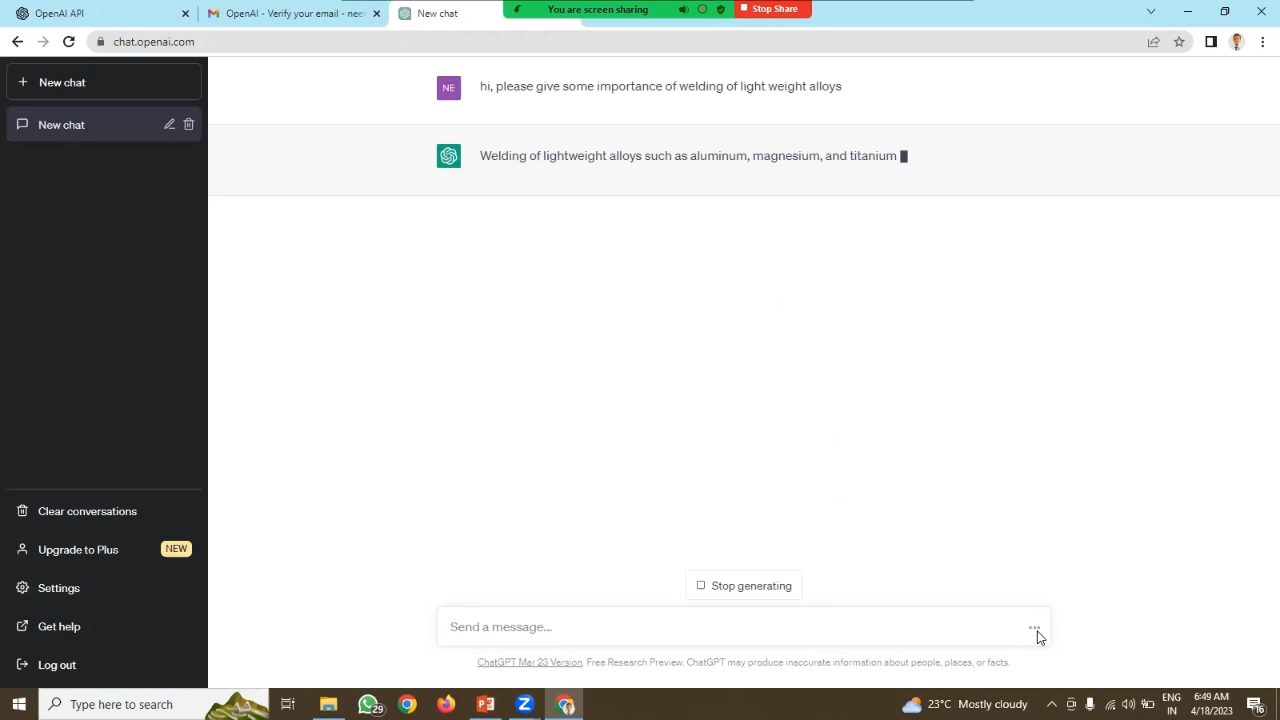 OpenAI API
OpenAI - Verify your email - nee
New chat
You are screen sharing
Stop Share
chat.openai.com
New chat
New chat
NE
hi, please give some importance of welding of light weight alloys
Welding of lightweight alloys such as aluminum, magnesium, and titanium
Clear conversations
Upgrade to Plus
NEW
Settings
Get help
Log out
Stop generating
Send a message...
ChatGPT Mar 23 Version. Free Research Preview. ChatGPT may produce inaccurate information about people, places, or facts.
Type here to search
29
23°C Mostly cloudy
ENG
IN
6:49 AM
4/18/2023
16